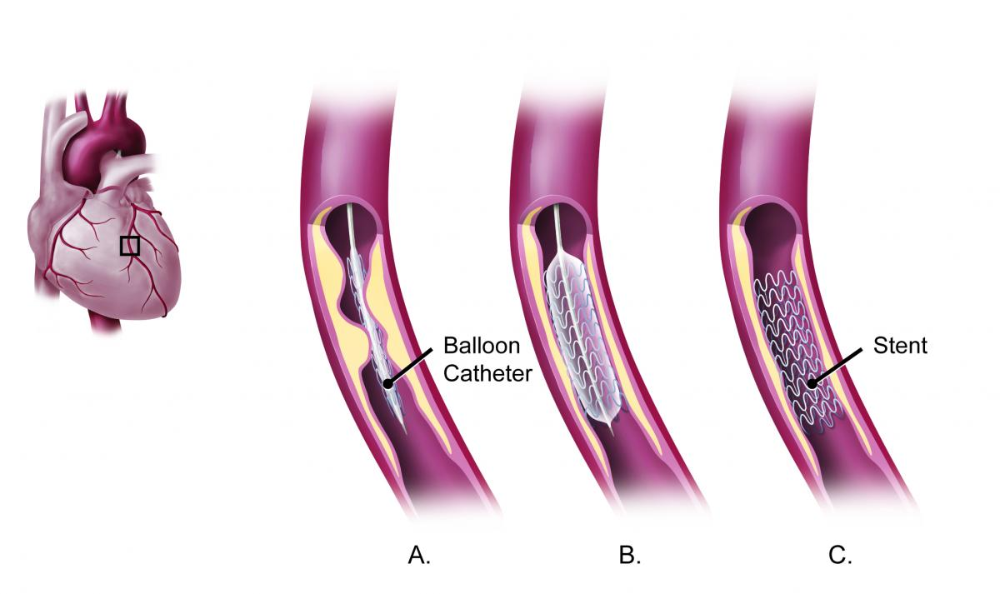 Balloon
Catheter
Stent
A.
B.
C.